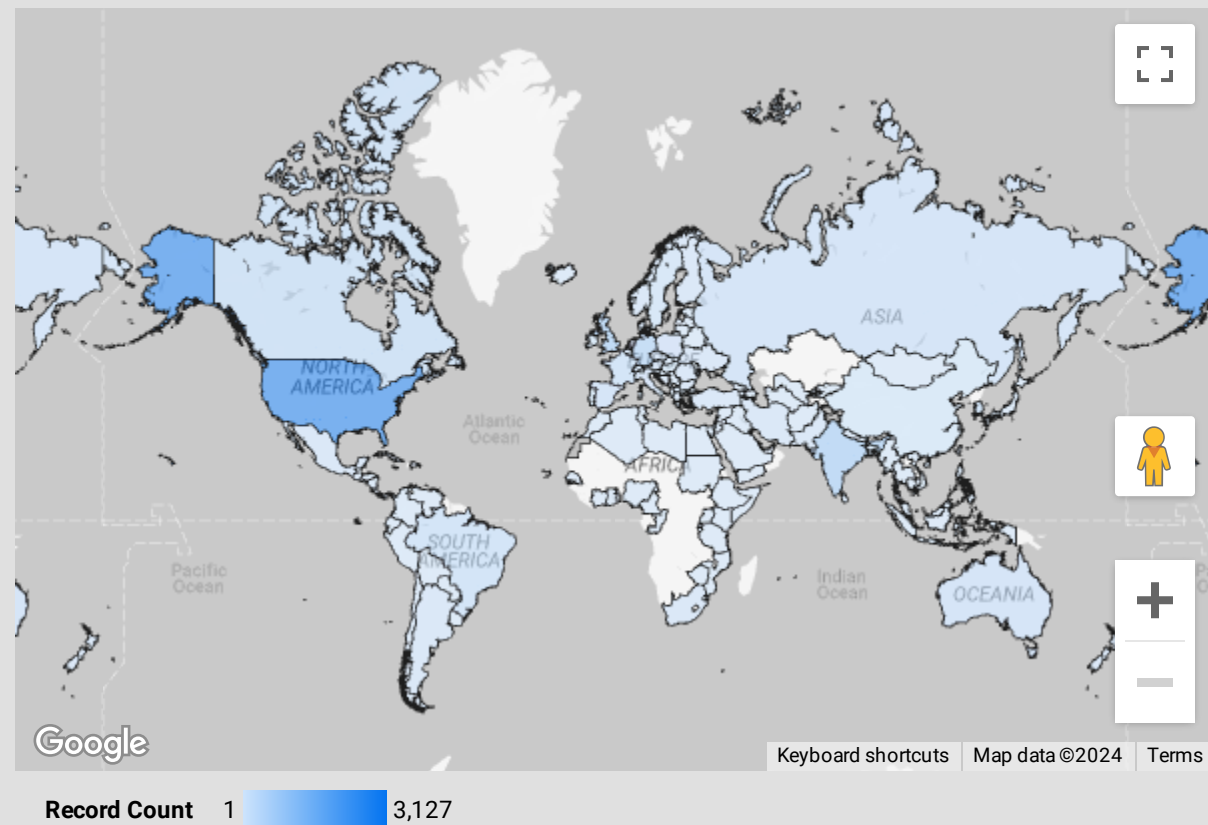 ASIA
EUROPE
NORTH
AMERICA
Atlantic
Ocean
AFRICA
SOUTH
AMERICA
Pacific
Ocean
Indian
Ocean
OCEANIA
Google
Keyboard shortcuts
Map data ©2024
Terms
Record Count 1 3,127